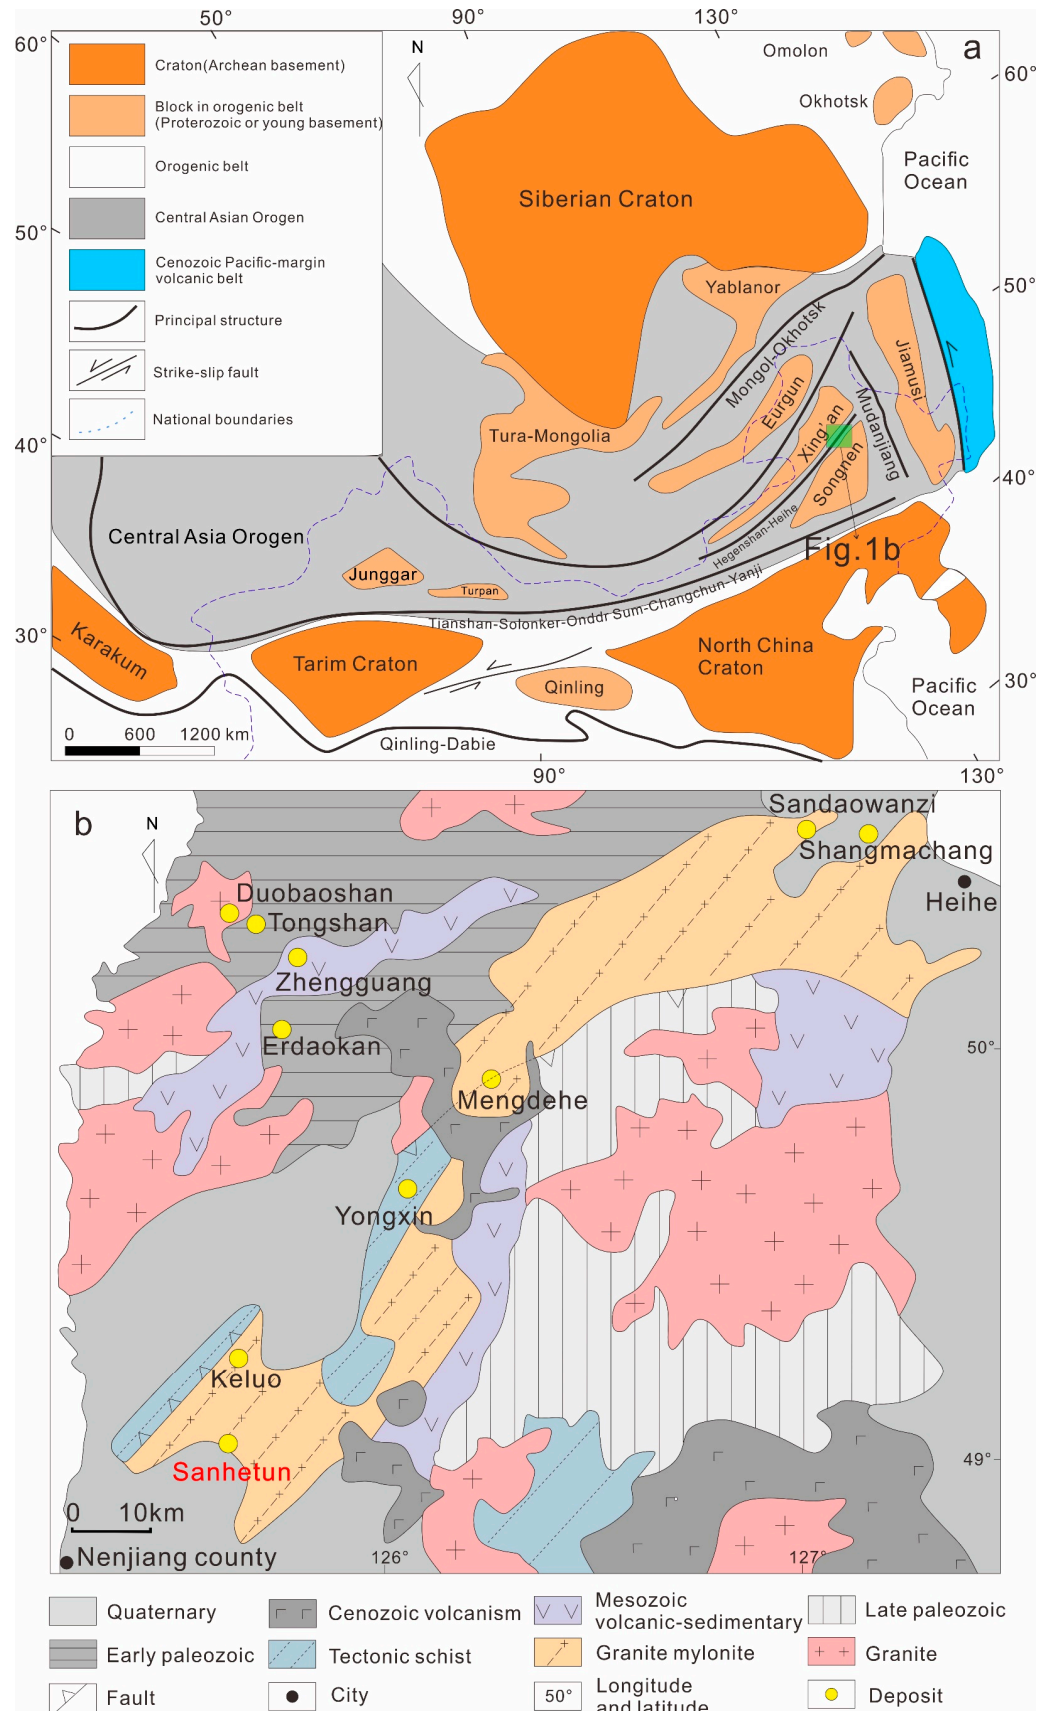 50°
90°
130°
60°
N
Omolon
a
Craton(Archean basement)
60°
Block in orogenic belt
(Proterozoic or young basement)
Okhotsk
Orogenic belt
Pacific
Ocean
Siberian Craton
Central Asian Orogen
50°
Cenozoic Pacific-margin
volcanic belt
Yablanor
50°
Principal structure
Mongol-Okhotsk
Strike-slip fault
Jiamusi
National boundaries
Eurgun
Xing'an
Mudanjiang
Tura-Mongolia
40°
Songnen
40°
Hegenshan-Heihe
Central Asia Orogen
Fig.1b
Junggar
Turpan
Tianshan-Solonker-Onddr Sum-Changchun-Yanji
30°
Karakum
Tarim Craton
North China
Craton
Qinling
Pacific
Ocean
30°
0 600 1200 km
Qinling-Dabie
90°
130°
b
N
Sandaowanzi
Shangmachang
Duobaoshan
Heihe
Tongshan
Zhengguang
Erdaokan
50°
Mengdehe
Yongxin
Keluo
Sanhetun
49°
0 10km
Nenjiang county
126°
127°
Quaternary
Cenozoic volcanism
Mesozoic
volcanic-sedimentary
Late paleozoic
Early paleozoic
Tectonic schist
Granite mylonite
Granite
Fault
City
50°
Longitude
and latitude
Deposit